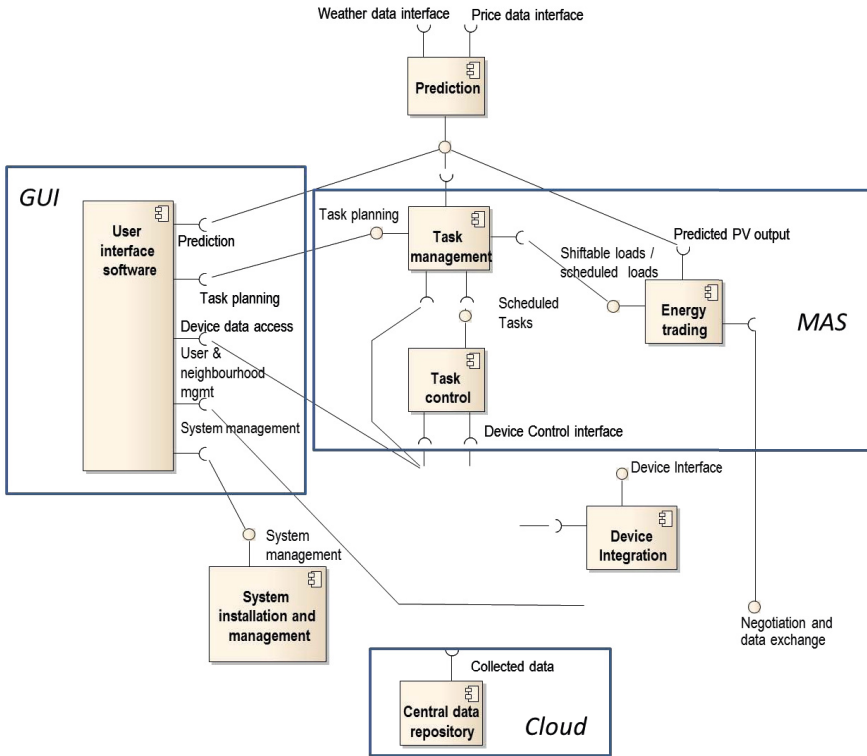 Weather data interface
Price data interface
Prediction
GUI
User
interface
software
Prediction
Task planning
Device data access
User &
neighbourhood
mgmt
System management
Task planning
Task
management
Shiftable loads /
scheduled loads
Predicted PV output
Energy
trading
MAS
Scheduled
Tasks
Task
control
Device Control interface
Device Interface
Device
Integration
System
management
System
installation and
management
Negotiation and
data exchange
Collected data
Central data
repository
Cloud